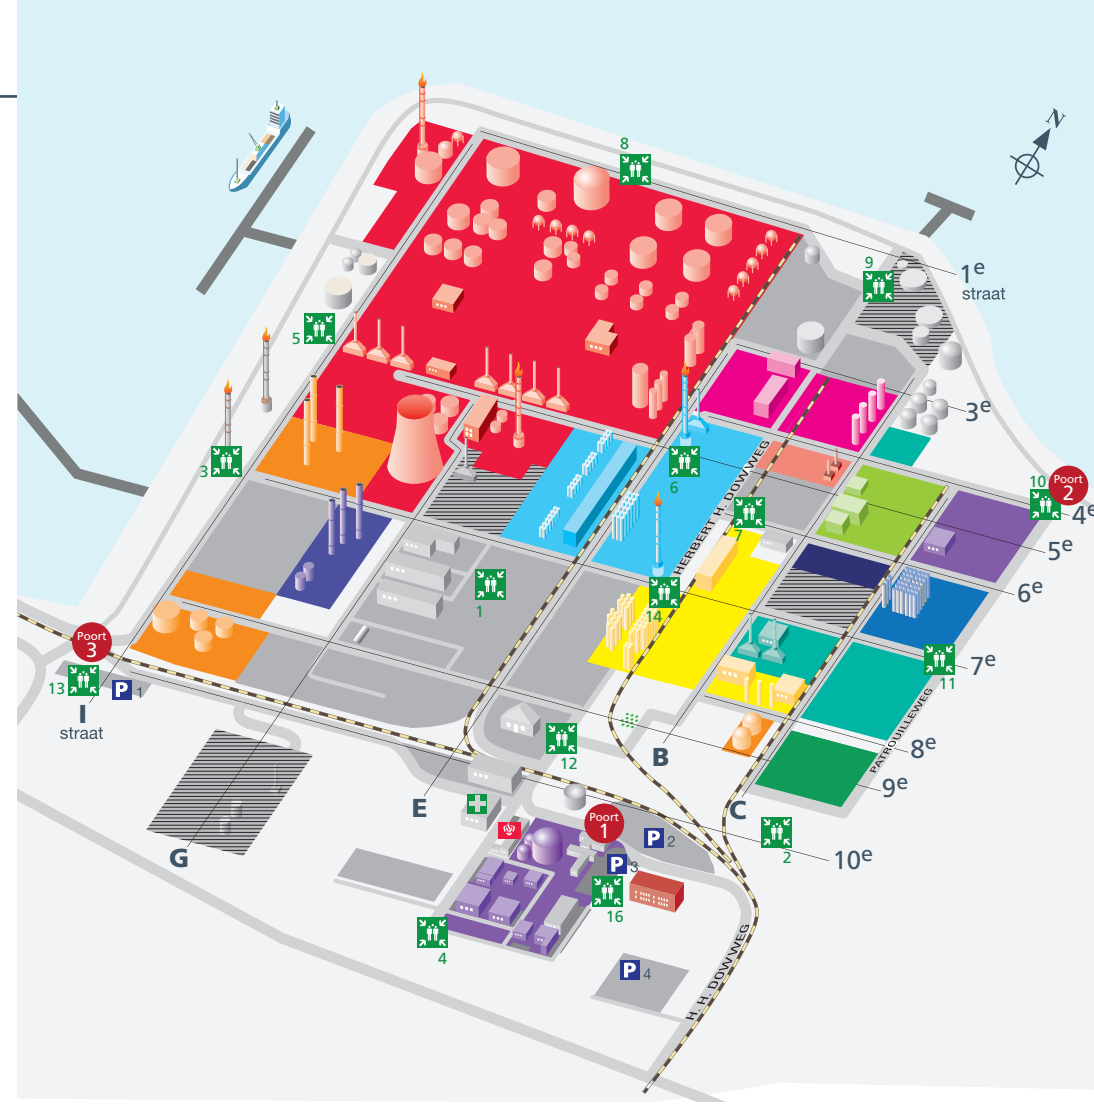 N
8
9
1e
straat
5
3e
3
6
10
Poort
2
4e
HERBERT H. DOWWEG
7
5e
1
14
6e
Poort
3
7e
11
13
P 1
I
straat
PATROUILLEWEG
8e
12
B
9e
E
C
Poort
1
P 2
2
10e
G
P 3
16
4
P 4
H. H. DOWWEG